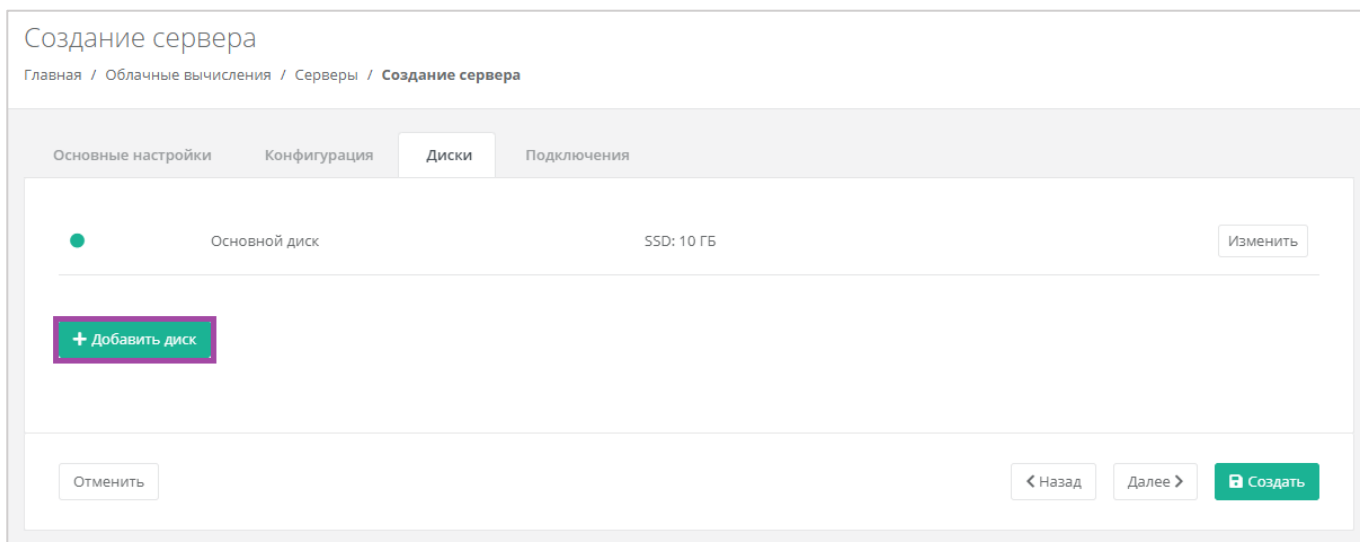 Создание сервера
Главная / Облачные вычисления / Серверы / Создание сервера
Основные настройки Конфигурация Диски Подключения
Основной диск SSD: 10 ГБ Изменить
+ Добавить диск
Отменить Назад Далее Создать